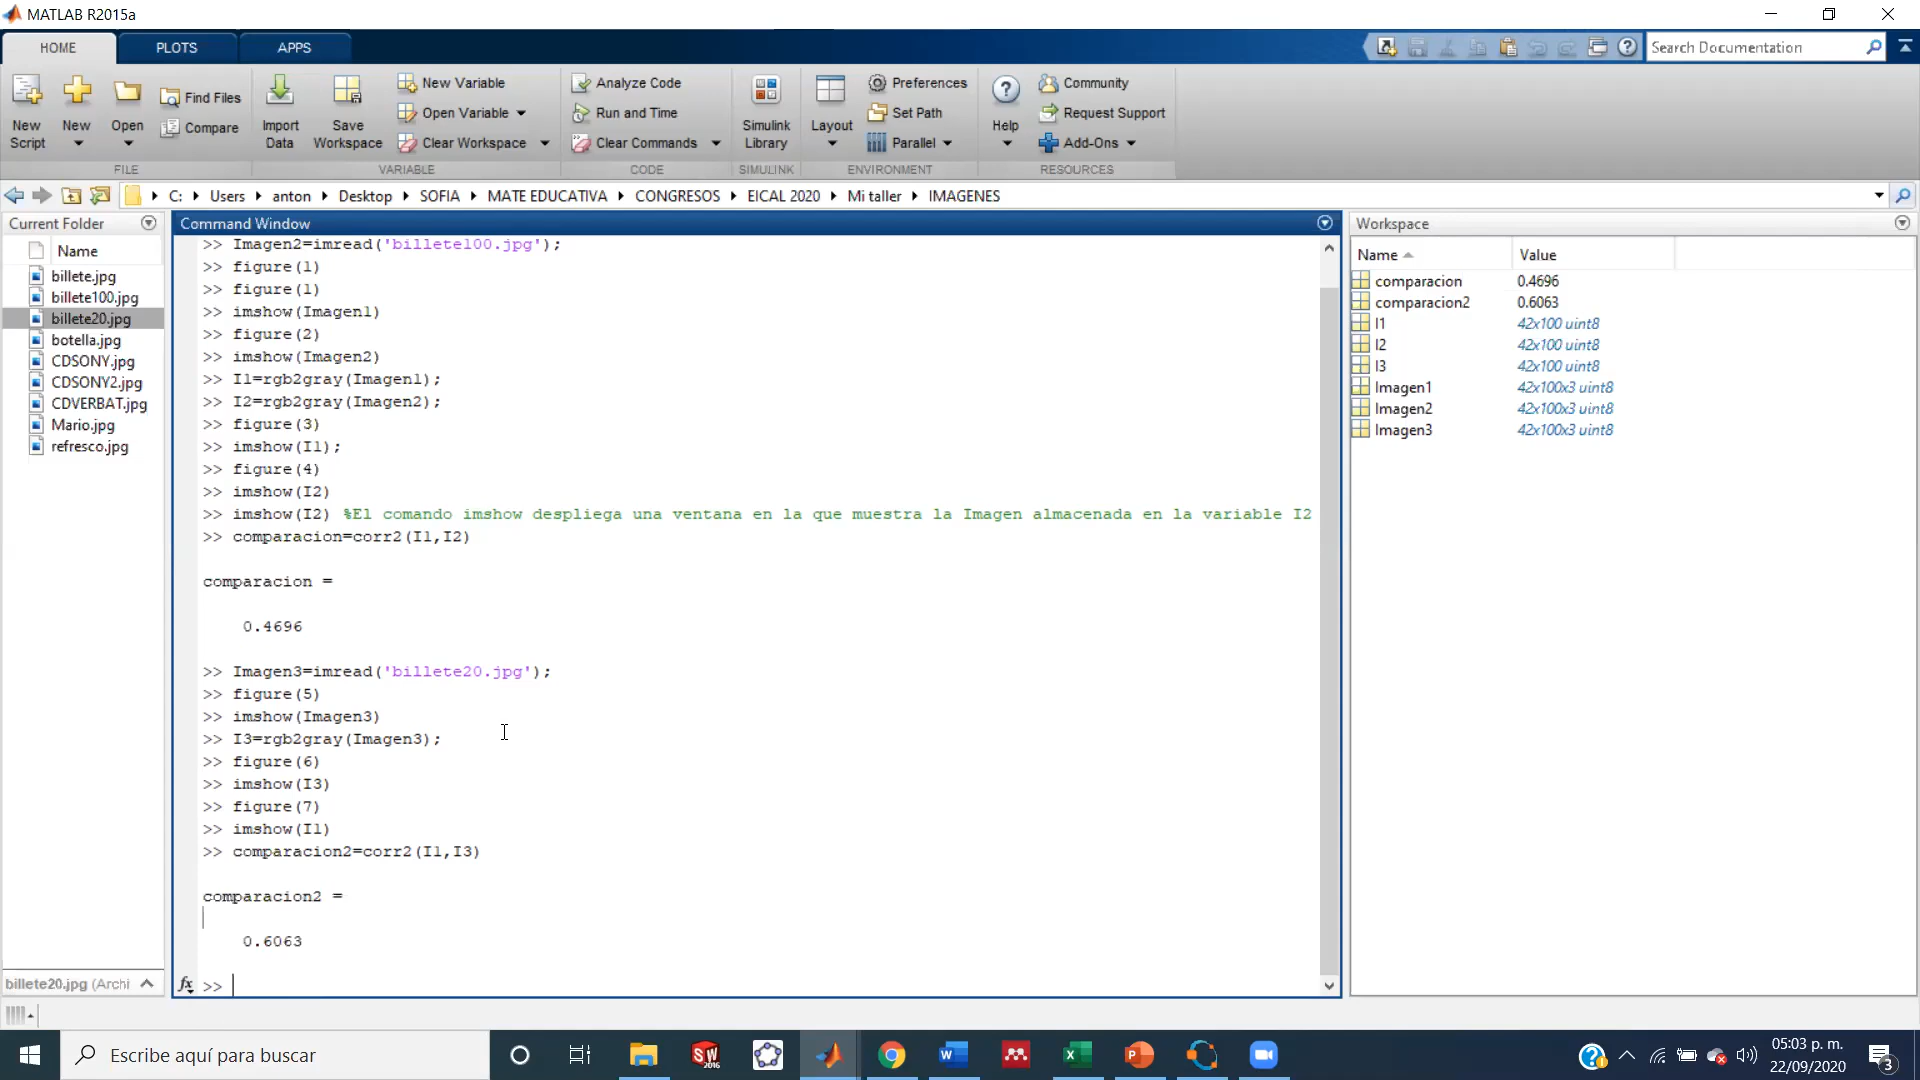 MATLAB R2015a
HOME
PLOTS
APPS
Search Documentation
New Script
New
Open
Find Files
Compare
Import Data
Save Workspace
New Variable
Open Variable
Clear Workspace
Analyze Code
Run and Time
Clear Commands
Simulink Library
Layout
Preferences
Set Path
Parallel
Help
Community
Request Support
Add-Ons
FILE
VARIABLE
CODE
SIMULINK
ENVIRONMENT
RESOURCES
C: Users anton Desktop SOFIA MATE EDUCATIVA CONGRESOS EICAL 2020 Mi taller IMAGENES
Current Folder
Name
billete.jpg
billete100.jpg
billete20.jpg
botella.jpg
CDSONY.jpg
CDSONY2.jpg
CDVERBAT.jpg
Mario.jpg
refresco.jpg
billete20.jpg (Archi
Command Window
>> Imagen2=imread('billete100.jpg');
>> figure(1)
>> figure(1)
>> imshow(Imagen1)
>> figure(2)
>> imshow(Imagen2)
>> I1=rgb2gray(Imagen1);
>> I2=rgb2gray(Imagen2);
>> figure(3)
>> imshow(I1);
>> figure(4)
>> imshow(I2)
>> imshow(I2) %El comando imshow despliega una ventana en la que muestra la Imagen almacenada en la variable I2
>> comparacion=corr2(I1,I2)
comparacion =
0.4696
>> Imagen3=imread('billete20.jpg');
>> figure(5)
>> imshow(Imagen3)
>> I3=rgb2gray(Imagen3);
>> figure(6)
>> imshow(I3)
>> figure(7)
>> imshow(I1)
>> comparacion2=corr2(I1,I3)
comparacion2 =
0.6063
fx >>
Workspace
Name Value
comparacion 0.4696
comparacion2 0.6063
I1 42x100 uint8
I2 42x100 uint8
I3 42x100 uint8
Imagen1 42x100x3 uint8
Imagen2 42x100x3 uint8
Imagen3 42x100x3 uint8
Escribe aquí para buscar
SW 2016
05:03 p. m.
22/09/2020
3